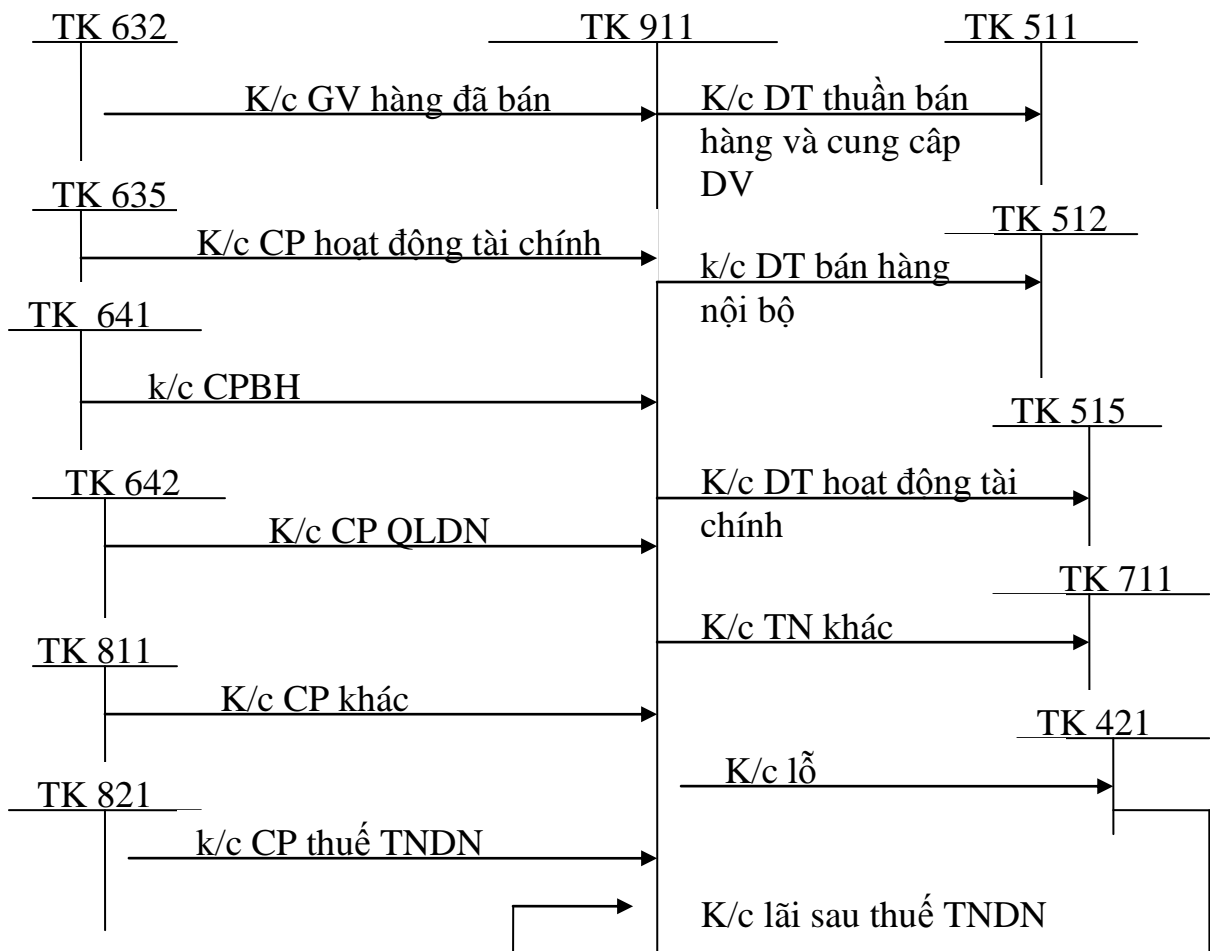 TK 632
TK 911
TK 511
K/c GV hàng đã bán
K/c DT thuần bán
hàng và cung câp
DV
TK 635
TK 512
K/c CP hoạt động tài chính
k/c DT bán hàng
nội bộ
TK 641
k/c CPBH
TK 515
TK 642
K/c DT hoạt động tài
chính
K/c CP QLDN
TK 711
K/c TN khác
TK 811
K/c CP khác
TK 421
K/c lỗ
TK 821
k/c CP thuế TNDN
K/c lãi sau thuế TNDN